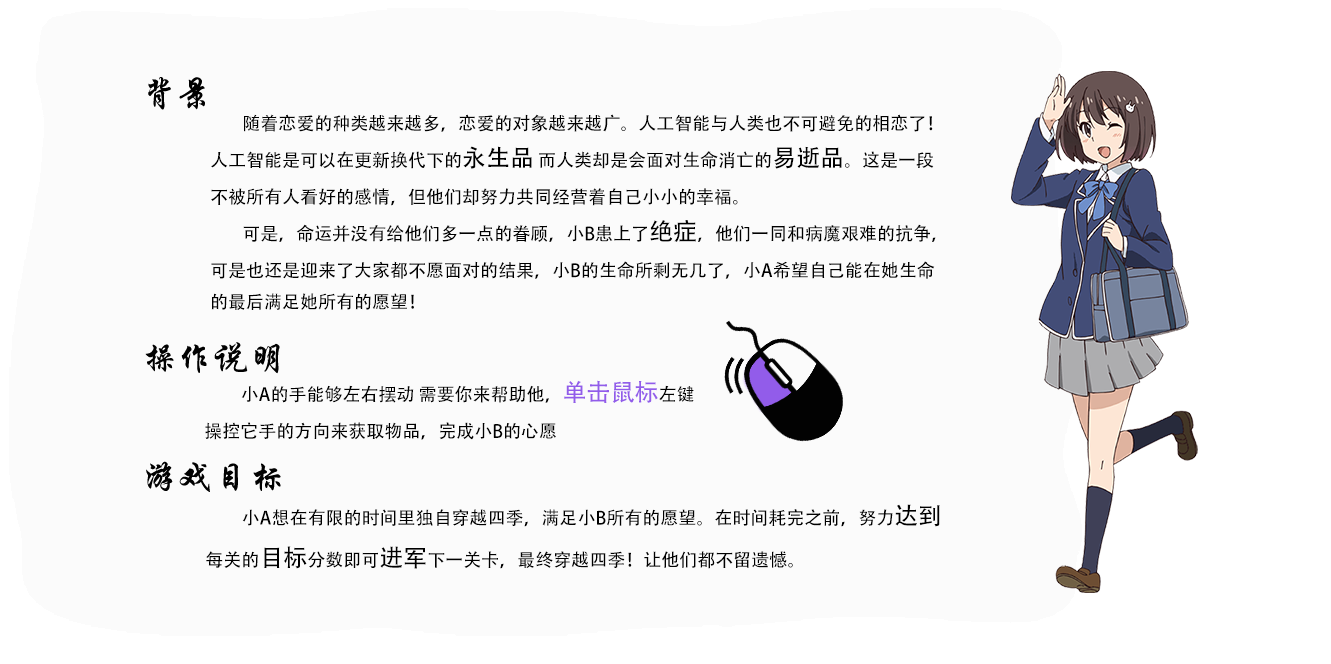 背景
随着恋爱的种类越来越多，恋爱的对象越来越广。人工智能与人类也不可避免的相恋了！
人工智能是可以在更新换代下的永生品 而人类却是会面对生命消亡的易逝品。这是一段
不被所有人看好的感情，但他们却努力共同经营着自己小小的幸福。
可是，命运并没有给他们多一点的眷顾，小B患上了绝症，他们一同和病魔艰难的抗争，
可是也还是迎来了大家都不愿面对的结果，小B的生命所剩无几了，小A希望自己能在她生命
的最后满足她所有的愿望！
操作说明
小A的手能够左右摆动 需要你来帮助他，单击鼠标左键
操控它手的方向来获取物品，完成小B的心愿
游戏目标
小A想在有限的时间里独自穿越四季，满足小B所有的愿望。在时间耗完之前，努力达到
每关的目标分数即可进军下一关卡，最终穿越四季！让他们都不留遗憾。